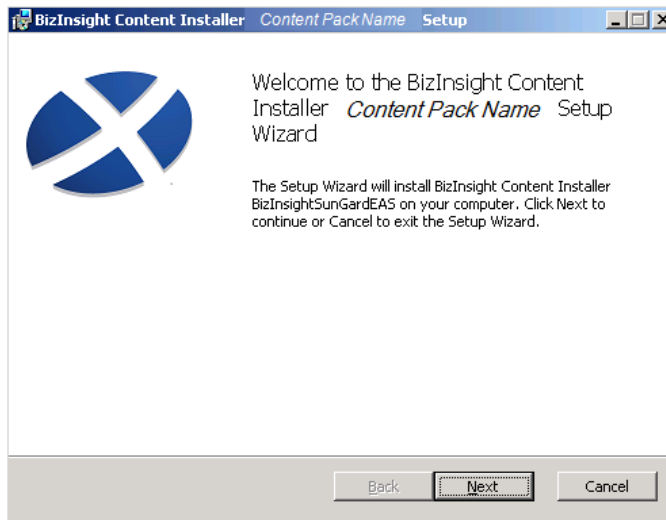 BizInsight Content Installer Content Pack Name Setup
Welcome to the BizInsight Content
Installer Content Pack Name Setup
Wizard
The Setup Wizard will install BizInsight Content Installer
BizInsightSunGardEAS on your computer. Click Next to
continue or Cancel to exit the Setup Wizard.
Back Next Cancel